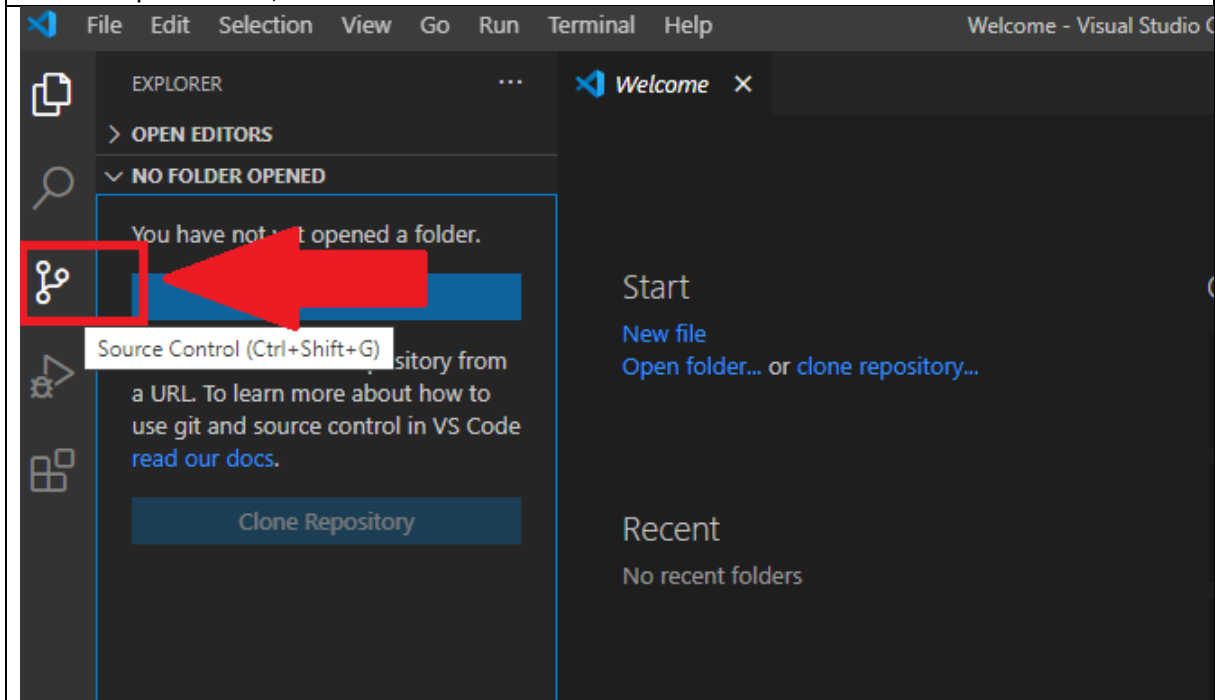 File Edit Selection View Go Run Terminal Help Welcome - Visual Studio
EXPLORER ···
Welcome ×
OPEN EDITORS
NO FOLDER OPENED
You have not opened a folder.
Source Control (Ctrl+Shift+G)
from
a URL. To learn more about how to
use git and source control in VS Code
read our docs.
Clone Repository
Start
New file
Open folder... or clone repository...
Recent
No recent folders